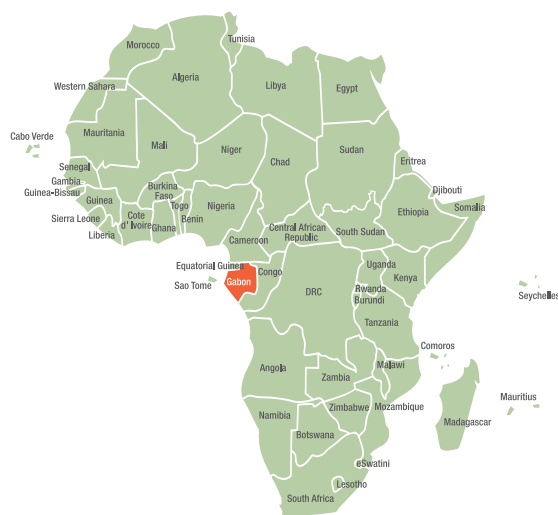 Tunisia
Morocco
Algeria
Libya
Egypt
Western Sahara
Mauritania
Cabo Verde
Mali
Niger
Chad
Sudan
Eritrea
Senegal
Gambia
Guinea-Bissau
Guinea
Burkina
Faso
Djibouti
Somalia
Sierra Leone
Liberia
Cote
d' Ivoire
Ghana
Togo
Benin
Nigeria
Ethiopia
Central African
Republic
South Sudan
Cameroon
Equatorial Guinea
Sao Tome
Gabon
Congo
DRC
Uganda
Kenya
Rwanda
Burundi
Seychelles
Tanzania
Comoros
Angola
Zambia
Malawi
Mozambique
Mauritius
Madagascar
Namibia
Zimbabwe
Botswana
eSwatini
Lesotho
South Africa